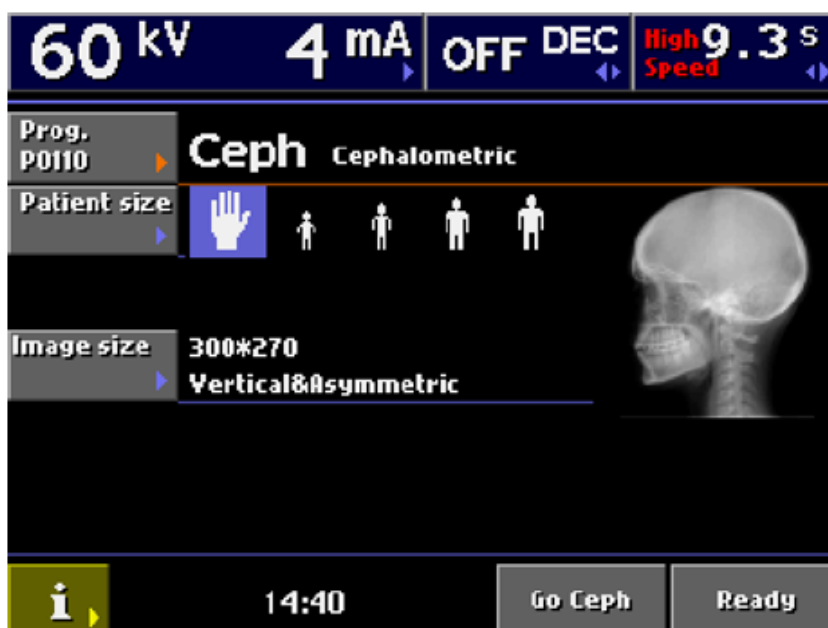 60 kV 4 mA OFF DEC High Speed 9.3 s
Prog.
P0110
Ceph Cephalometric
Patient size
Image size
300*270
Vertical&Asymmetric
i 14:40 Go Ceph Ready